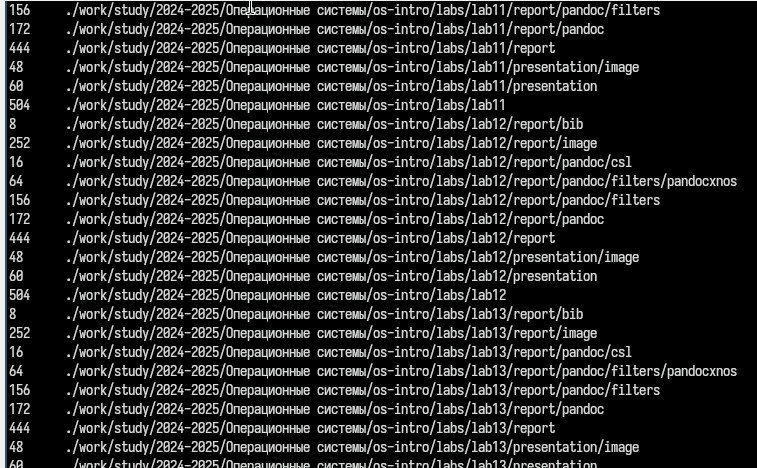 156 ./work/study/2024-2025/Операционные системы/os-intro/labs/lab11/report/pandoc/filters
172 ./work/study/2024-2025/Операционные системы/os-intro/labs/lab11/report/pandoc
444 ./work/study/2024-2025/Операционные системы/os-intro/labs/lab11/report
48 ./work/study/2024-2025/Операционные системы/os-intro/labs/lab11/presentation/image
60 ./work/study/2024-2025/Операционные системы/os-intro/labs/lab11/presentation
504 ./work/study/2024-2025/Операционные системы/os-intro/labs/lab11
8 ./work/study/2024-2025/Операционные системы/os-intro/labs/lab12/report/bib
252 ./work/study/2024-2025/Операционные системы/os-intro/labs/lab12/report/image
16 ./work/study/2024-2025/Операционные системы/os-intro/labs/lab12/report/pandoc/csl
64 ./work/study/2024-2025/Операционные системы/os-intro/labs/lab12/report/pandoc/filters/pandocxnos
156 ./work/study/2024-2025/Операционные системы/os-intro/labs/lab12/report/pandoc/filters
172 ./work/study/2024-2025/Операционные системы/os-intro/labs/lab12/report/pandoc
444 ./work/study/2024-2025/Операционные системы/os-intro/labs/lab12/report
48 ./work/study/2024-2025/Операционные системы/os-intro/labs/lab12/presentation/image
60 ./work/study/2024-2025/Операционные системы/os-intro/labs/lab12/presentation
504 ./work/study/2024-2025/Операционные системы/os-intro/labs/lab12
8 ./work/study/2024-2025/Операционные системы/os-intro/labs/lab13/report/bib
252 ./work/study/2024-2025/Операционные системы/os-intro/labs/lab13/report/image
16 ./work/study/2024-2025/Операционные системы/os-intro/labs/lab13/report/pandoc/csl
64 ./work/study/2024-2025/Операционные системы/os-intro/labs/lab13/report/pandoc/filters/pandocxnos
156 ./work/study/2024-2025/Операционные системы/os-intro/labs/lab13/report/pandoc/filters
172 ./work/study/2024-2025/Операционные системы/os-intro/labs/lab13/report/pandoc
444 ./work/study/2024-2025/Операционные системы/os-intro/labs/lab13/report
48 ./work/study/2024-2025/Операционные системы/os-intro/labs/lab13/presentation/image
60 ./work/study/2024-2025/Операционные системы/os-intro/labs/lab13/presentation